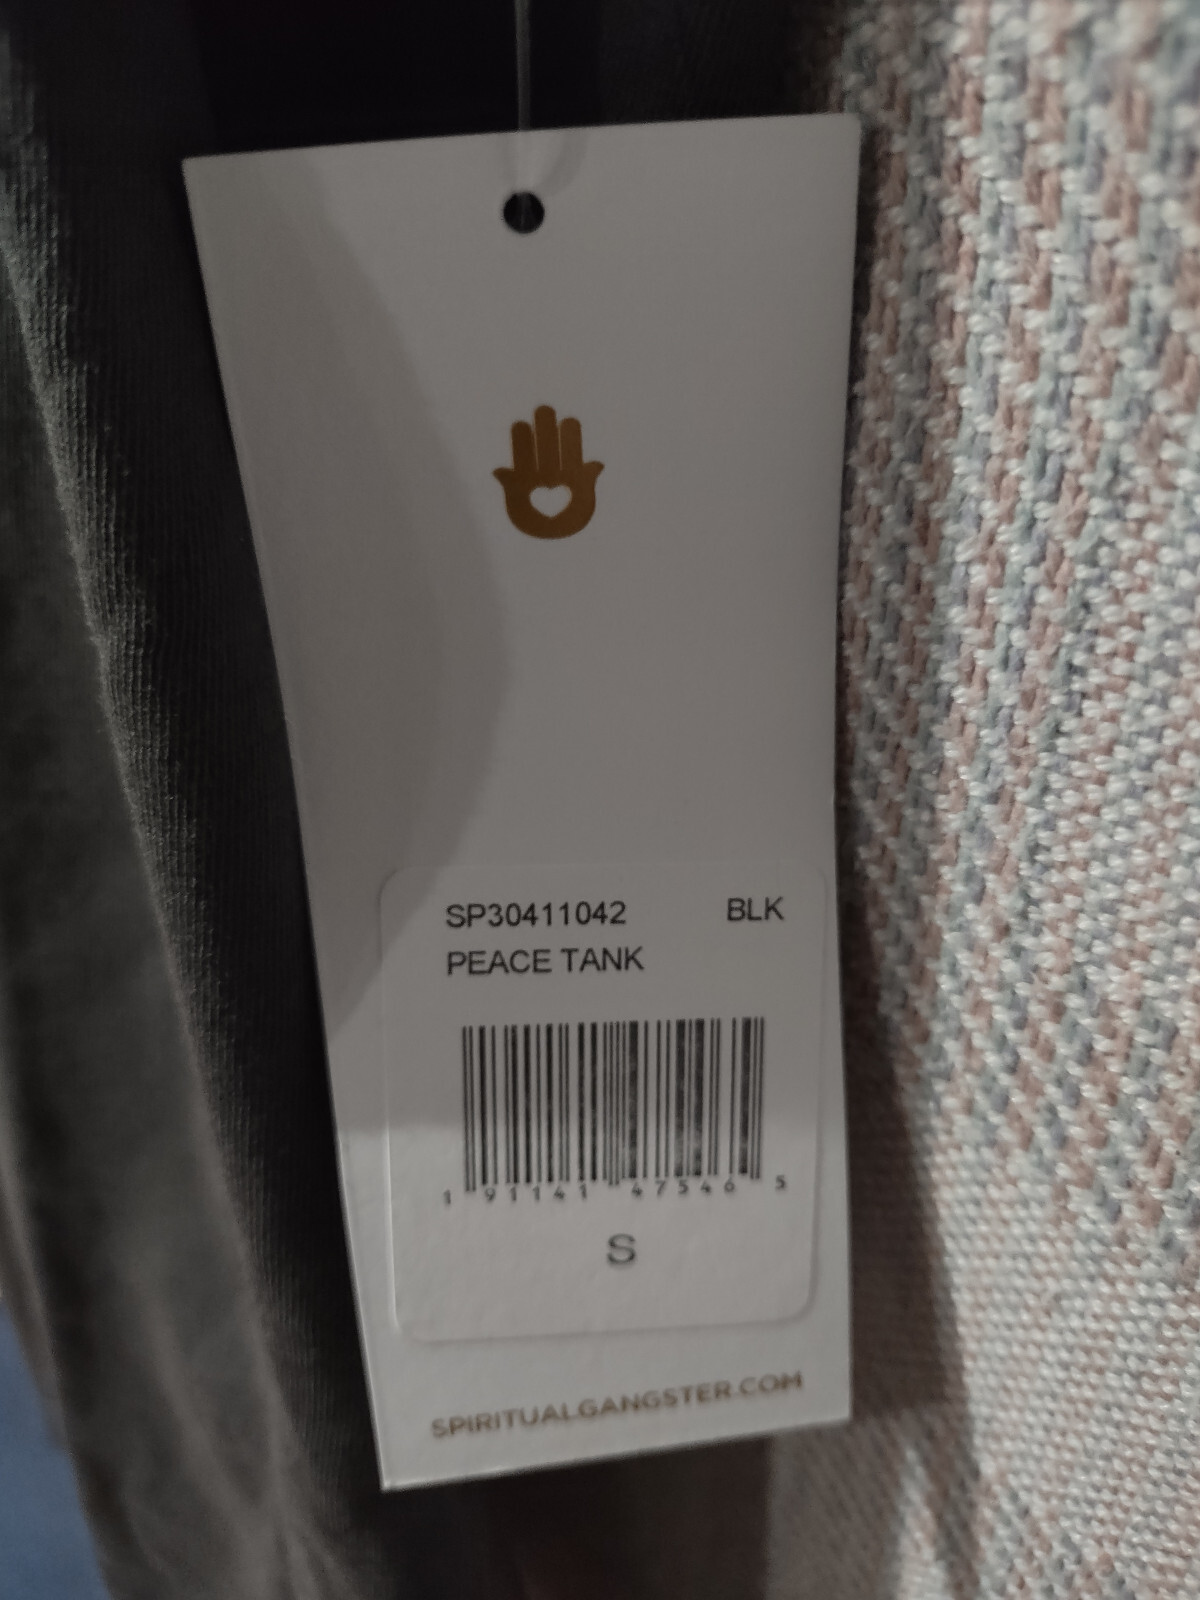 SP30411042 BLK
PEACE TANK
1 91141 47546 5
S
SPIRITUALGANGSTER.COM